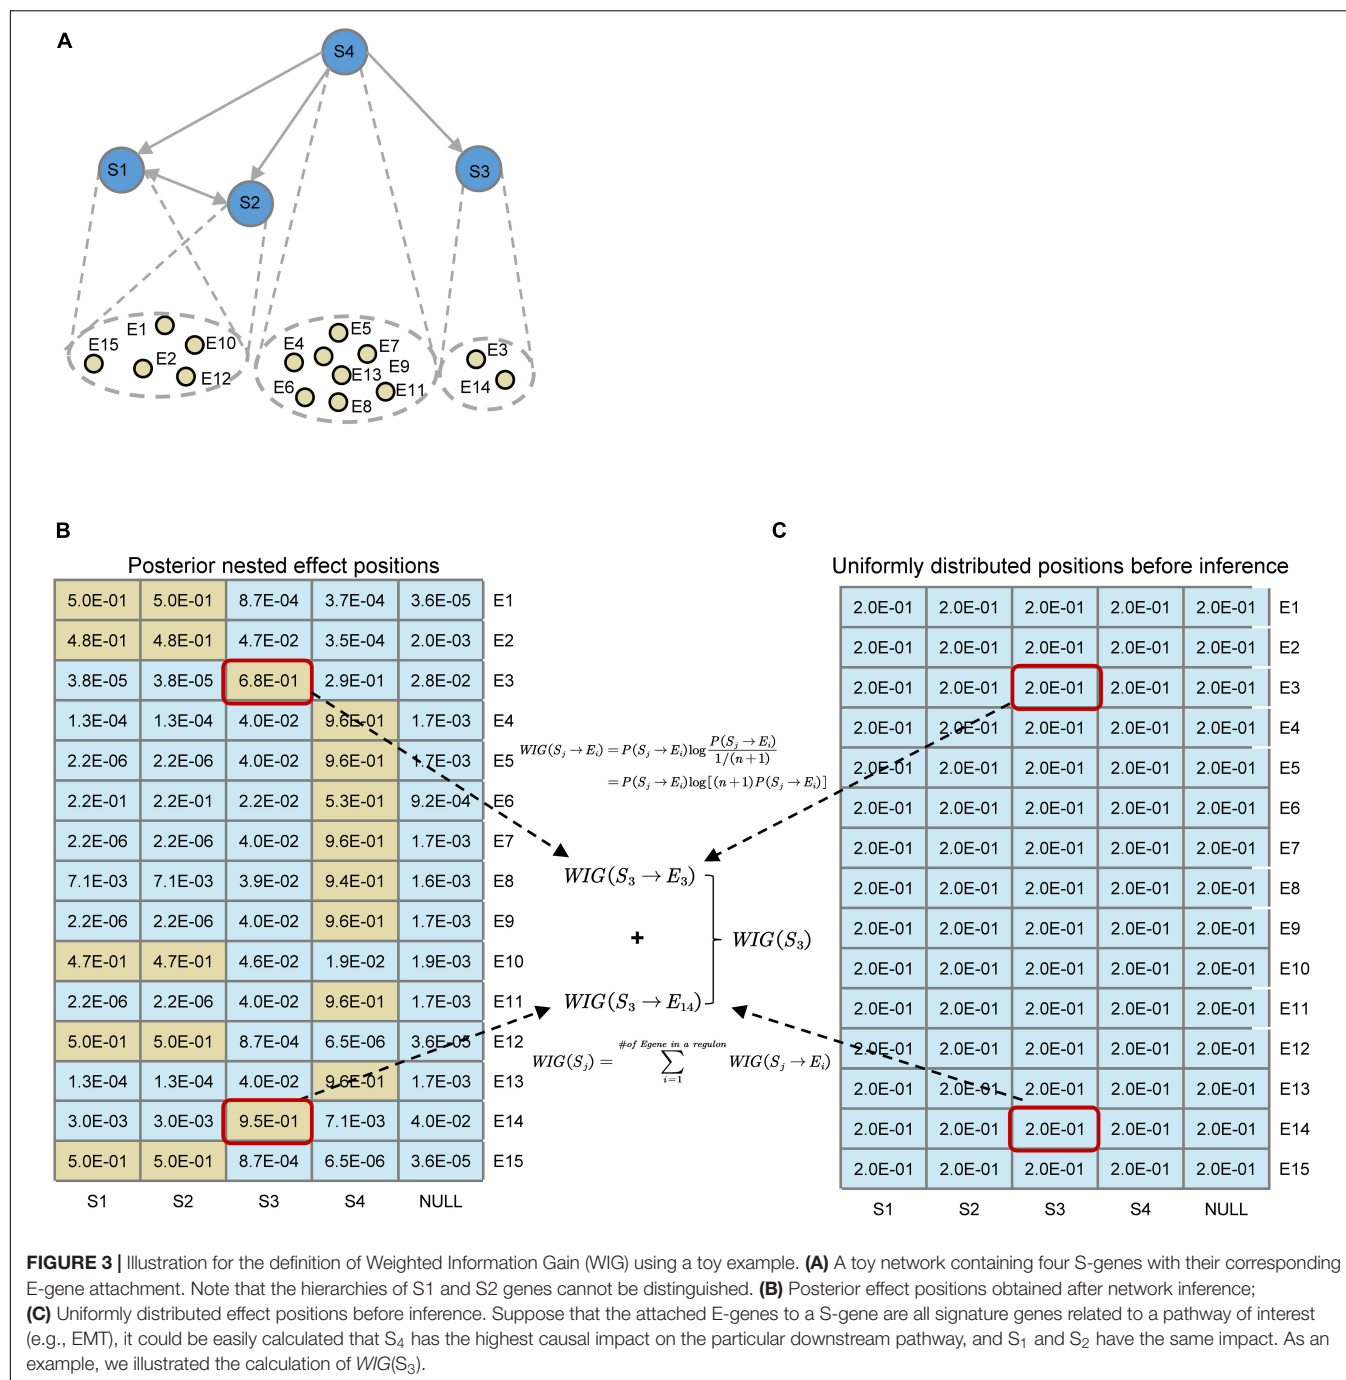 A
S4
S1
S2
S3
E1
E15
E10
E2
E12
E5
E4
E7
E9
E13
E6
E11
E8
E3
E14
B
Posterior nested effect positions
5.0E-01 5.0E-01 8.7E-04 3.7E-04 3.6E-05 E1
4.8E-01 4.8E-01 4.7E-02 3.5E-04 2.0E-03 E2
3.8E-05 3.8E-05 6.8E-01 2.9E-01 2.8E-02 E3
1.3E-04 1.3E-04 4.0E-02 9.6E-01 1.7E-03 E4
2.2E-06 2.2E-06 4.0E-02 9.6E-01 1.7E-03 E5
2.2E-01 2.2E-01 2.2E-02 5.3E-01 9.2E-04 E6
2.2E-06 2.2E-06 4.0E-02 9.6E-01 1.7E-03 E7
7.1E-03 7.1E-03 3.9E-02 9.4E-01 1.6E-03 E8
2.2E-06 2.2E-06 4.0E-02 9.6E-01 1.7E-03 E9
4.7E-01 4.7E-01 4.6E-02 1.9E-02 1.9E-03 E10
2.2E-06 2.2E-06 4.0E-02 9.6E-01 1.7E-03 E11
5.0E-01 5.0E-01 8.7E-04 6.5E-06 3.6E-05 E12
1.3E-04 1.3E-04 4.0E-02 9.6E-01 1.7E-03 E13
3.0E-03 3.0E-03 9.5E-01 7.1E-03 4.0E-02 E14
5.0E-01 5.0E-01 8.7E-04 6.5E-06 3.6E-05 E15
S1 S2 S3 S4 NULL
WIG(S_j → E_i) = P(S_j → E_i) log P(S_j → E_i) / 1/(n+1)
= P(S_j → E_i) log[(n+1) P(S_j → E_i)]
WIG(S₃ → E₃)
+
WIG(S₃)
WIG(S₃ → E₁₄)
WIG(S_j) = ∑_{i=1}^{#of Egene in a regulon} WIG(S_j → E_i)
C
Uniformly distributed positions before inference
2.0E-01 2.0E-01 2.0E-01 2.0E-01 2.0E-01 E1
2.0E-01 2.0E-01 2.0E-01 2.0E-01 2.0E-01 E2
2.0E-01 2.0E-01 2.0E-01 2.0E-01 2.0E-01 E3
2.0E-01 2.0E-01 2.0E-01 2.0E-01 2.0E-01 E4
2.0E-01 2.0E-01 2.0E-01 2.0E-01 2.0E-01 E5
2.0E-01 2.0E-01 2.0E-01 2.0E-01 2.0E-01 E6
2.0E-01 2.0E-01 2.0E-01 2.0E-01 2.0E-01 E7
2.0E-01 2.0E-01 2.0E-01 2.0E-01 2.0E-01 E8
2.0E-01 2.0E-01 2.0E-01 2.0E-01 2.0E-01 E9
2.0E-01 2.0E-01 2.0E-01 2.0E-01 2.0E-01 E10
2.0E-01 2.0E-01 2.0E-01 2.0E-01 2.0E-01 E11
2.0E-01 2.0E-01 2.0E-01 2.0E-01 2.0E-01 E12
2.0E-01 2.0E-01 2.0E-01 2.0E-01 2.0E-01 E13
2.0E-01 2.0E-01 2.0E-01 2.0E-01 2.0E-01 E14
2.0E-01 2.0E-01 2.0E-01 2.0E-01 2.0E-01 E15
S1 S2 S3 S4 NULL
FIGURE 3 | Illustration for the definition of Weighted Information Gain (WIG) using a toy example. (A) A toy network containing four S-genes with their corresponding
E-gene attachment. Note that the hierarchies of S1 and S2 genes cannot be distinguished. (B) Posterior effect positions obtained after network inference;
(C) Uniformly distributed effect positions before inference. Suppose that the attached E-genes to a S-gene are all signature genes related to a pathway of interest
(e.g., EMT), it could be easily calculated that S₄ has the highest causal impact on the particular downstream pathway, and S₁ and S₂ have the same impact. As an
example, we illustrated the calculation of WIG(S₃).